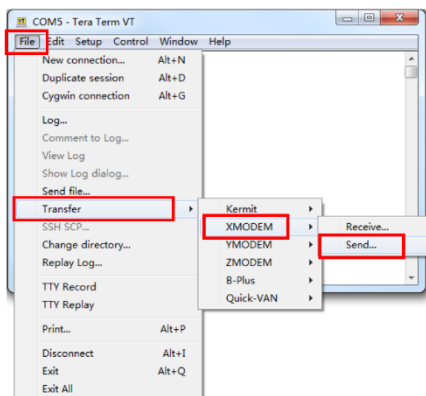 COM5 - Tera Term VT
File Edit Setup Control Window Help
New connection... Alt+N
Duplicate session Alt+D
Cygwin connection Alt+G
Log...
Comment to Log...
View Log
Show Log dialog...
Send file...
Transfer
Kermit
SSH SCP...
XMODEM
Receive...
Change directory...
YMODEM
Send...
Replay Log...
ZMODEM
TTY Record
B-Plus
TTY Replay
Quick-VAN
Print... Alt+P
Disconnect Alt+I
Exit Alt+Q
Exit All